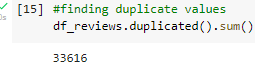 [15] #finding duplicate values
df_reviews.duplicated().sum()
33616